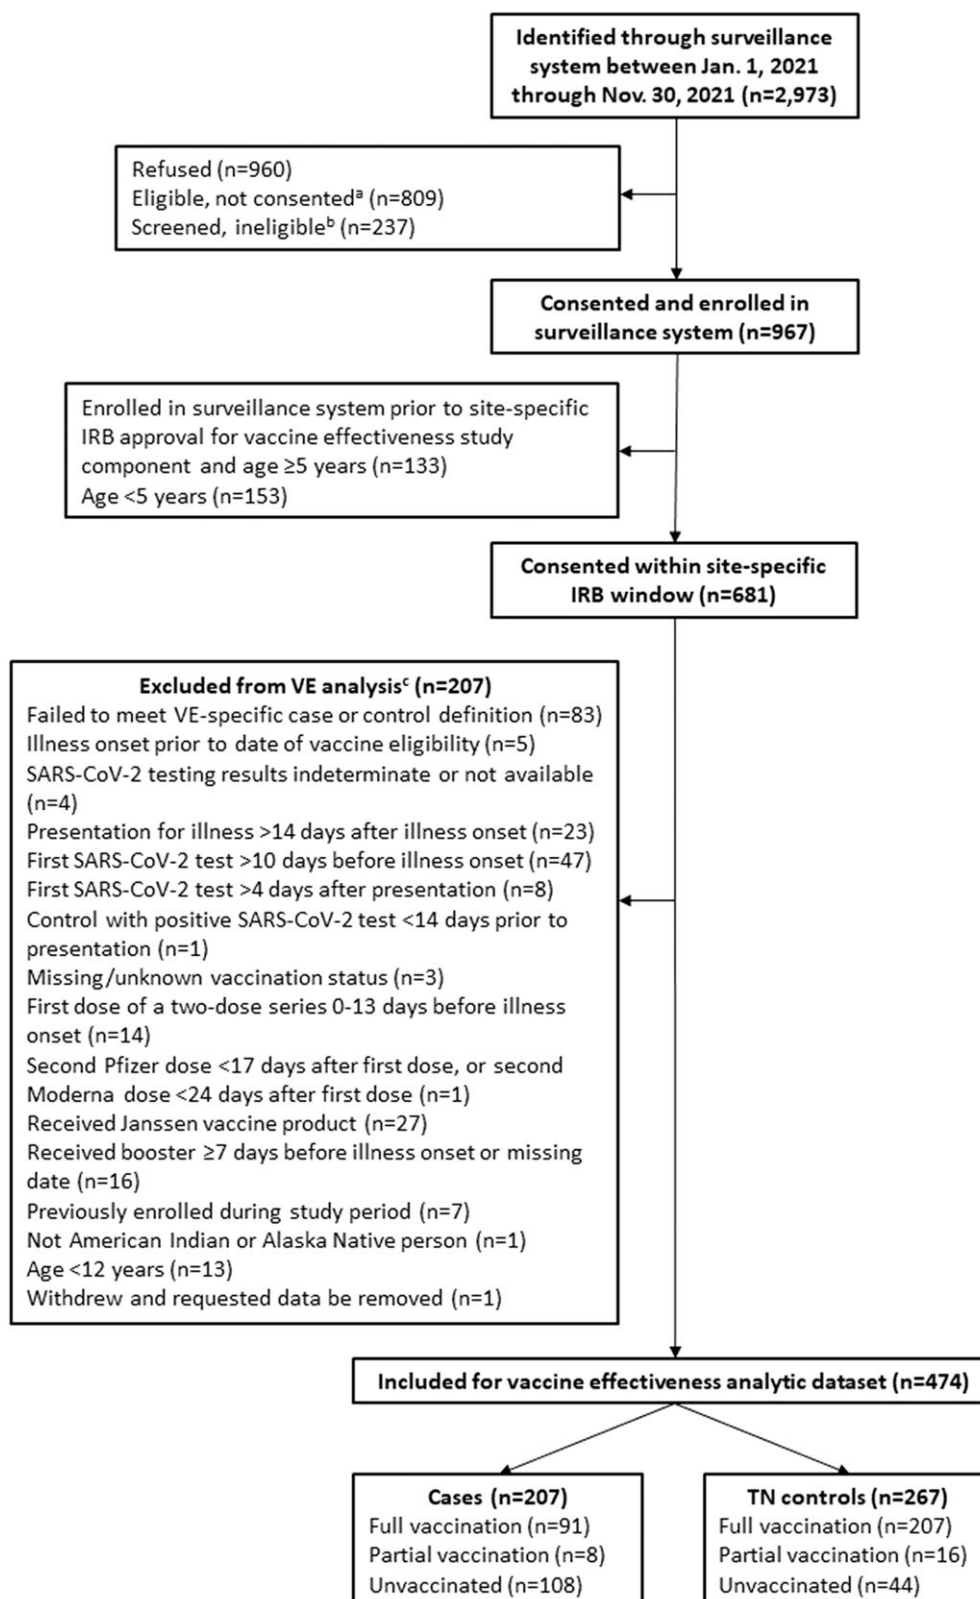 Identified through surveillance
system between Jan. 1, 2021
through Nov. 30, 2021 (n=2,973)
Refused (n=960)
Eligible, not consentedᵃ (n=809)
Screened, ineligibleᵇ (n=237)
Consented and enrolled in
surveillance system (n=967)
Enrolled in surveillance system prior to site-specific
IRB approval for vaccine effectiveness study
component and age ≥5 years (n=133)
Age <5 years (n=153)
Consented within site-specific
IRB window (n=681)
Excluded from VE analysisᶜ (n=207)
Failed to meet VE-specific case or control definition (n=83)
Illness onset prior to date of vaccine eligibility (n=5)
SARS-CoV-2 testing results indeterminate or not available
(n=4)
Presentation for illness >14 days after illness onset (n=23)
First SARS-CoV-2 test >10 days before illness onset (n=47)
First SARS-CoV-2 test >4 days after presentation (n=8)
Control with positive SARS-CoV-2 test <14 days prior to
presentation (n=1)
Missing/unknown vaccination status (n=3)
First dose of a two-dose series 0-13 days before illness
onset (n=14)
Second Pfizer dose <17 days after first dose, or second
Moderna dose <24 days after first dose (n=1)
Received Janssen vaccine product (n=27)
Received booster ≥7 days before illness onset or missing
date (n=16)
Previously enrolled during study period (n=7)
Not American Indian or Alaska Native person (n=1)
Age <12 years (n=13)
Withdrew and requested data be removed (n=1)
Included for vaccine effectiveness analytic dataset (n=474)
Cases (n=207)
Full vaccination (n=91)
Partial vaccination (n=8)
Unvaccinated (n=108)
TN controls (n=267)
Full vaccination (n=207)
Partial vaccination (n=16)
Unvaccinated (n=44)